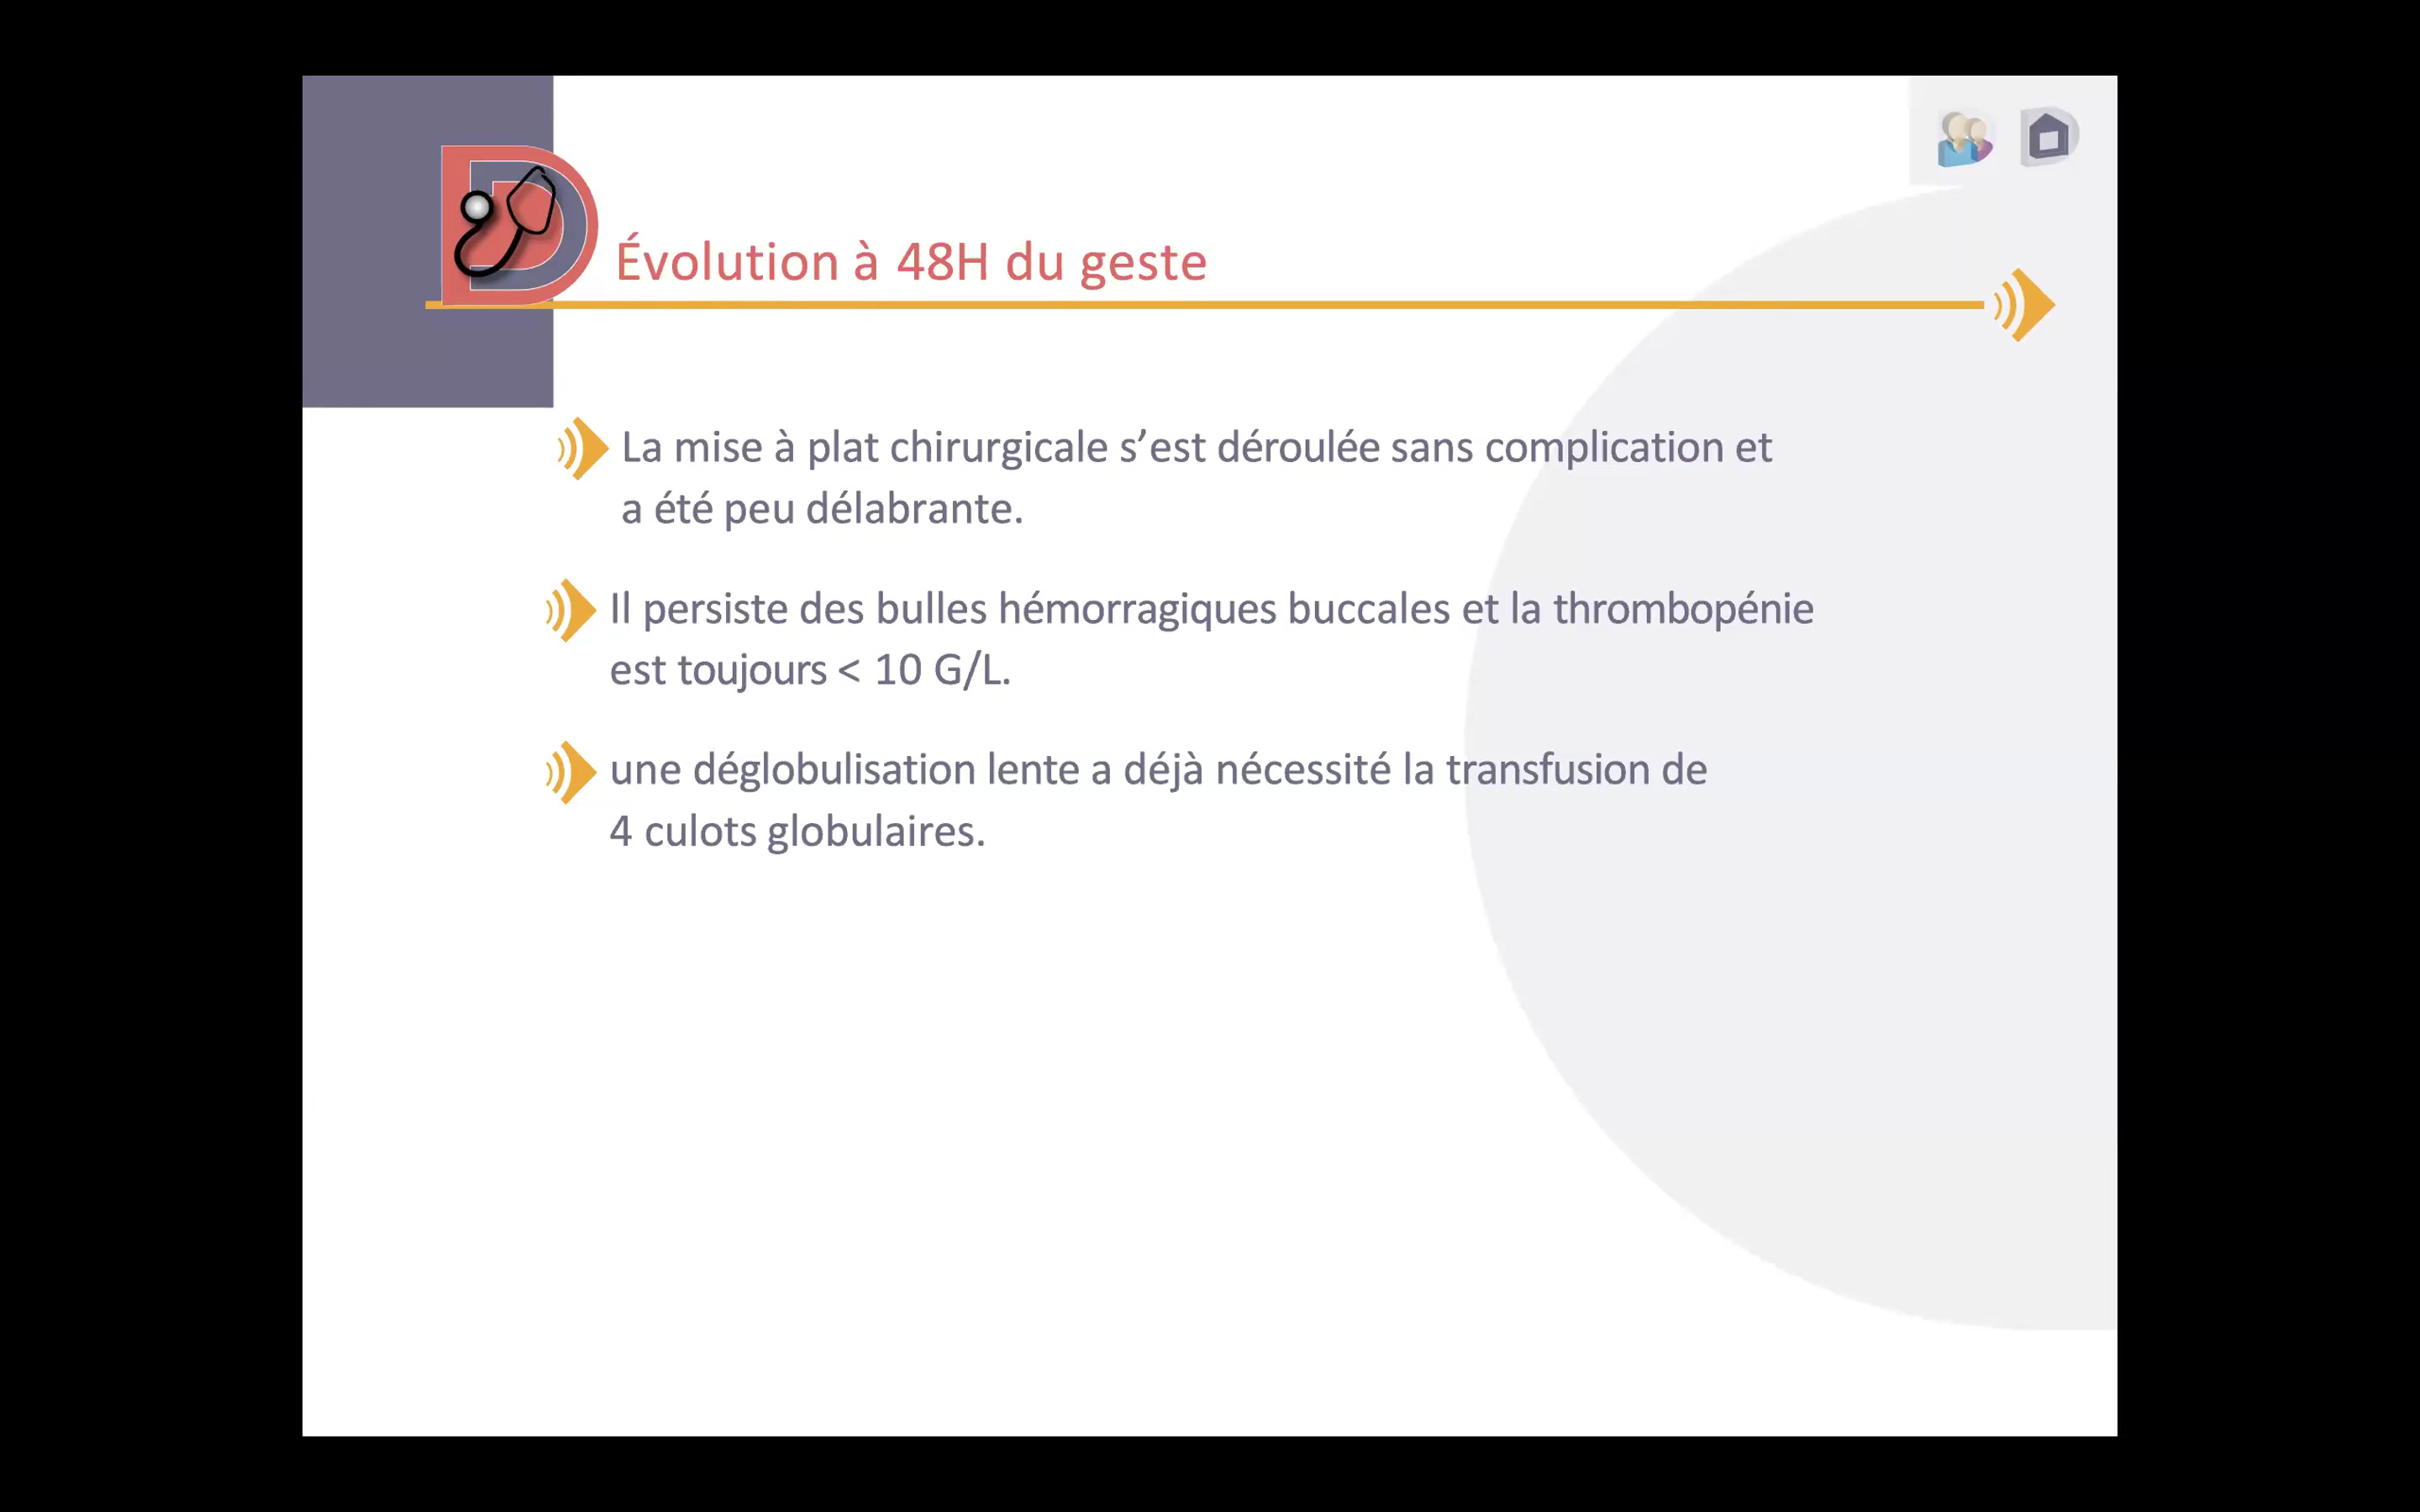 Évolution à 48H du geste
La mise à plat chirurgicale s’est déroulée sans complication et
a été peu délabrante.
Il persiste des bulles hémorragiques buccales et la thrombopénie
est toujours < 10 G/L.
une déglobulisation lente a déjà nécessité la transfusion de
4 culots globulaires.